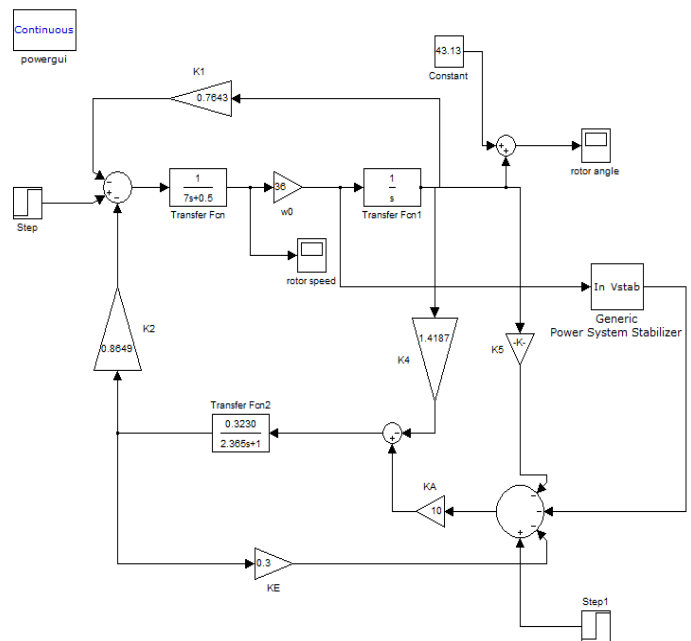 Continuous
powergui
K1
0.7643
43.13
Constant
rotor angle
Step
1
7s+0.5
Transfer Fcn
36
w0
1
s
Transfer Fcn1
rotor speed
In Vstab
Generic
Power System Stabilizer
K2
0.8649
1.4187
K4
K5
-K-
Transfer Fcn2
0.3230
2.365s+1
KA
10
0.3
KE
Step1